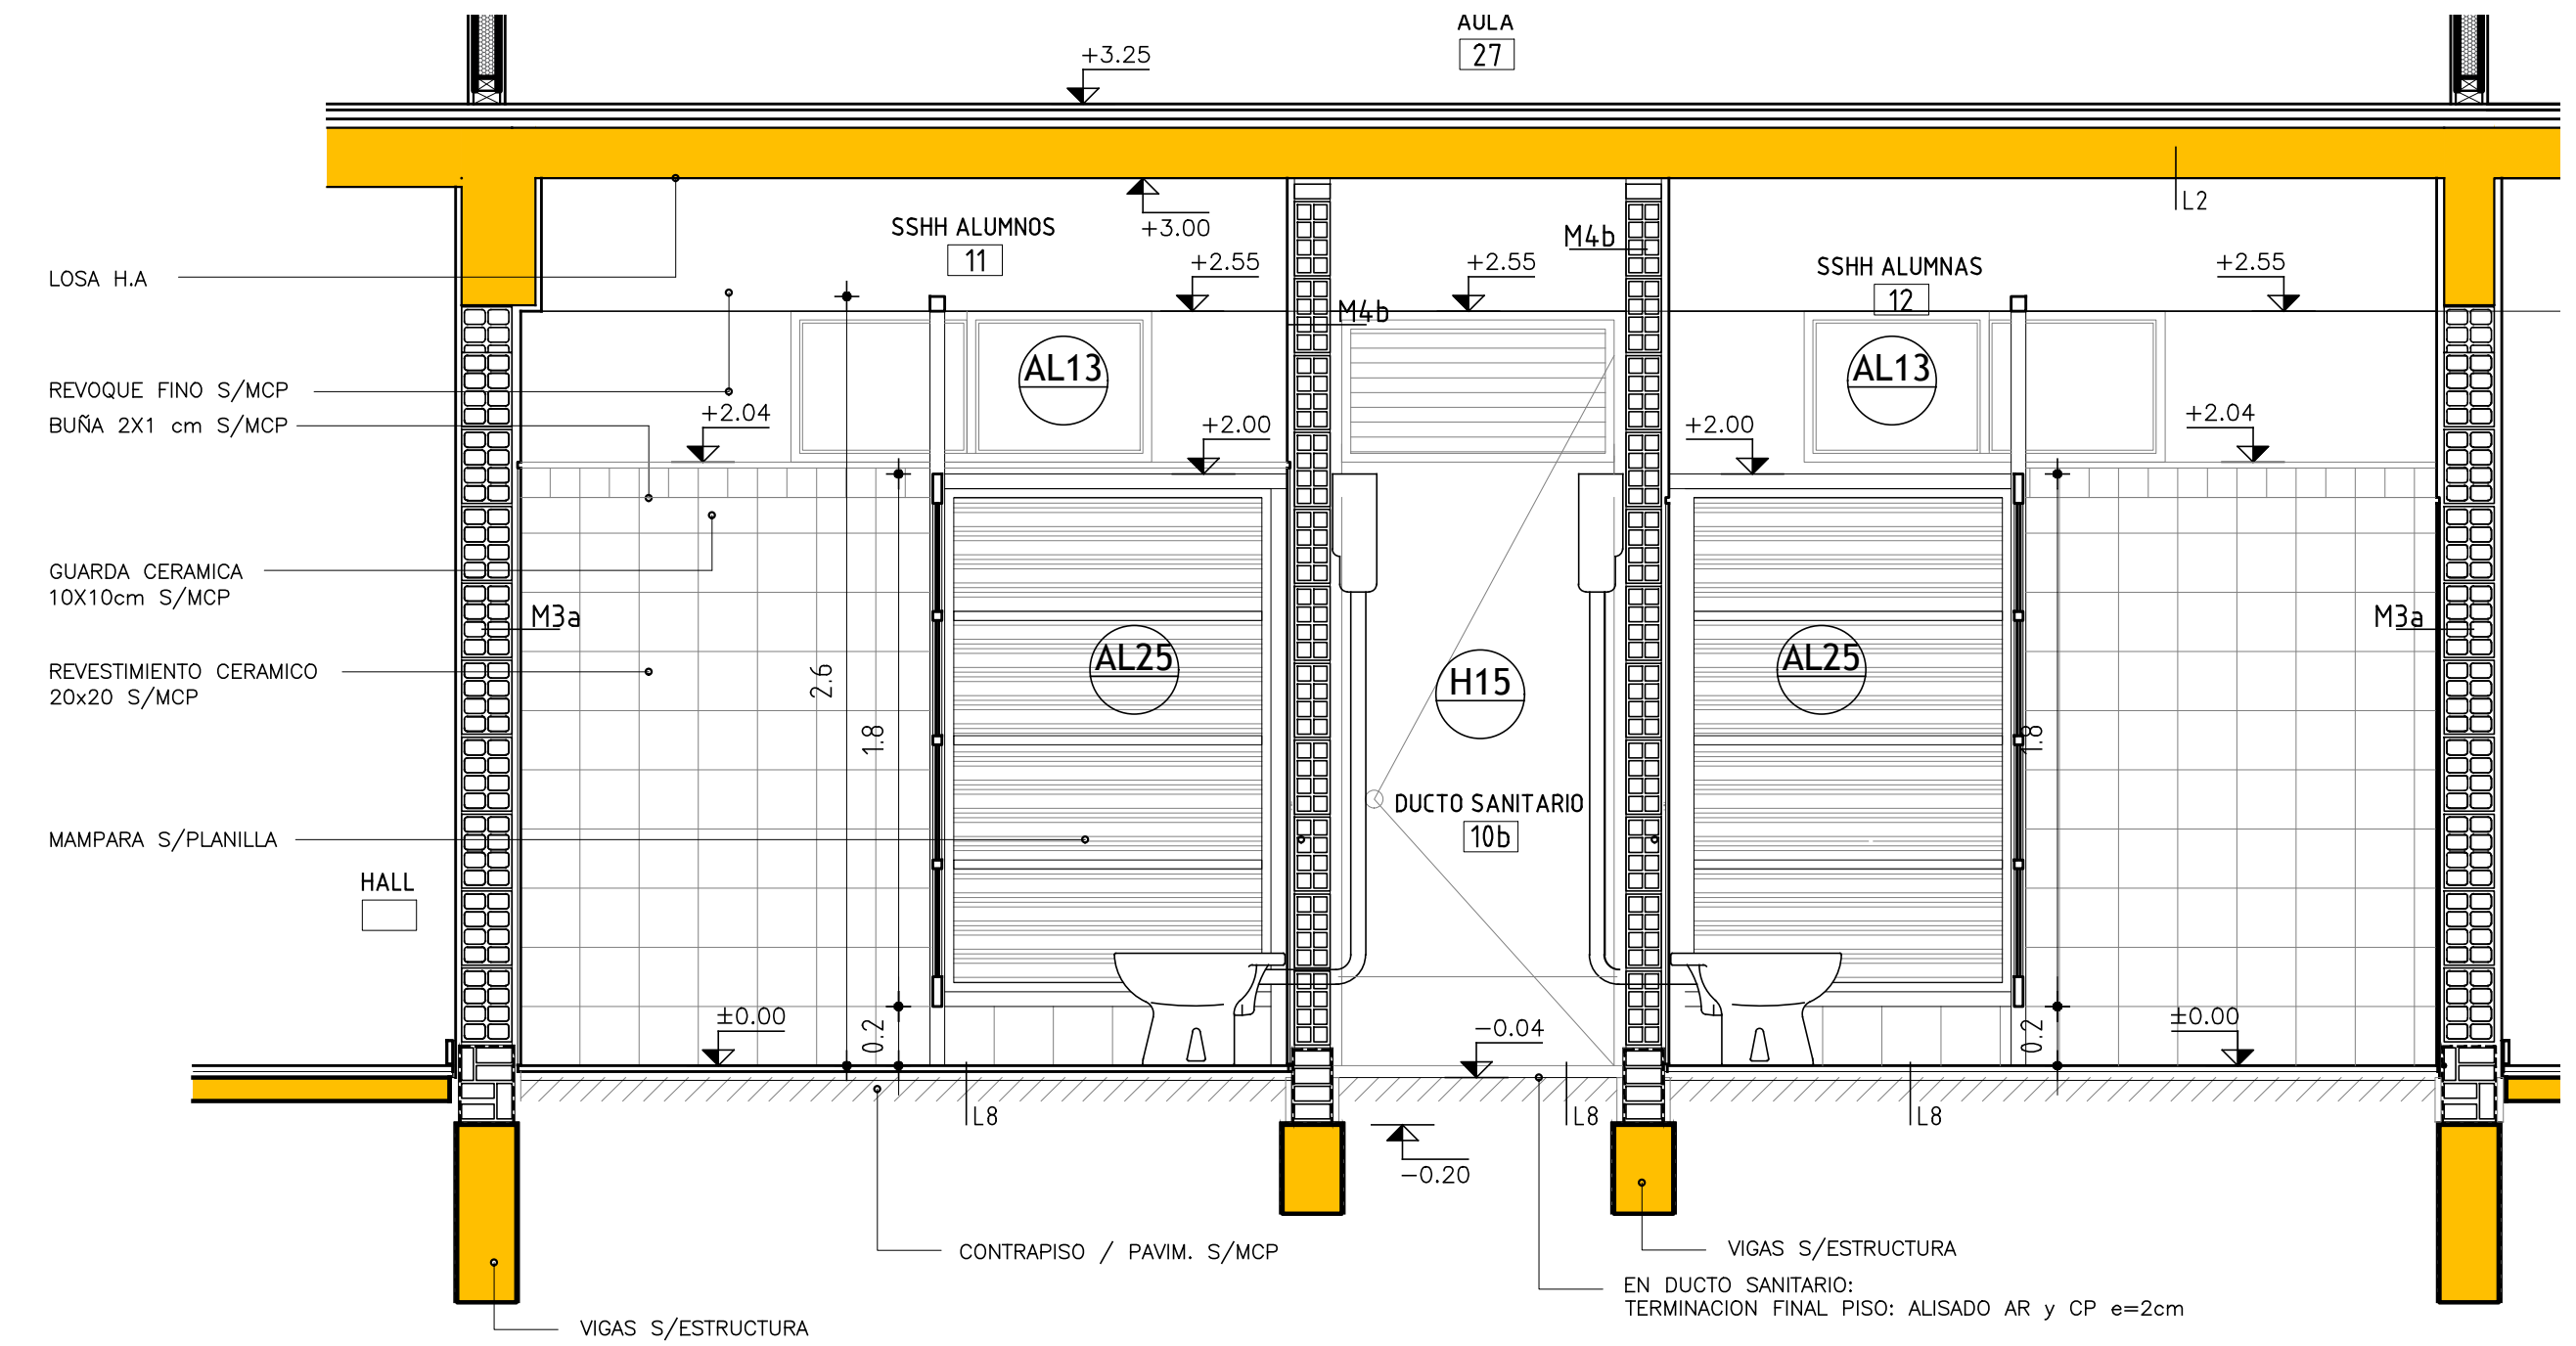 AULA
27
+3.25
L2
+3.00
SSHH ALUMNOS
11
M4b
+2.55
+2.55
SSHH ALUMNAS
12
+2.55
LOSA H.A
M4b
AL13
AL13
REVOQUE FINO S/MCP
BUÑA 2X1 cm S/MCP
+2.04
+2.00
+2.00
+2.04
GUARDA CERAMICA
10X10cm S/MCP
M3a
M3a
REVESTIMIENTO CERAMICO
20x20 S/MCP
2.6
1.8
AL25
H15
AL25
1.8
MAMPARA S/PLANILLA
DUCTO SANITARIO
10b
HALL
±0.00
0.2
-0.04
±0.00
0.2
L8
L8
L8
-0.20
CONTRAPISO / PAVIM. S/MCP
VIGAS S/ESTRUCTURA
EN DUCTO SANITARIO:
TERMINACION FINAL PISO: ALISADO AR y CP e=2cm
VIGAS S/ESTRUCTURA